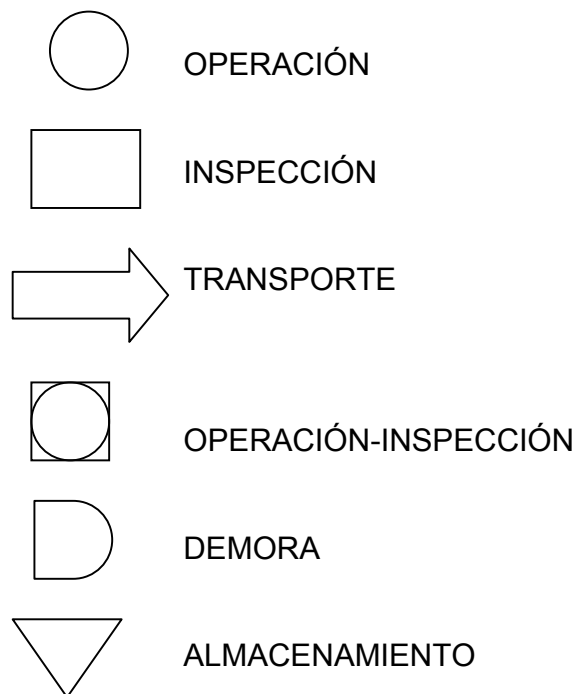 OPERACIÓN
INSPECCIÓN
TRANSPORTE
OPERACIÓN-INSPECCIÓN
DEMORA
ALMACENAMIENTO